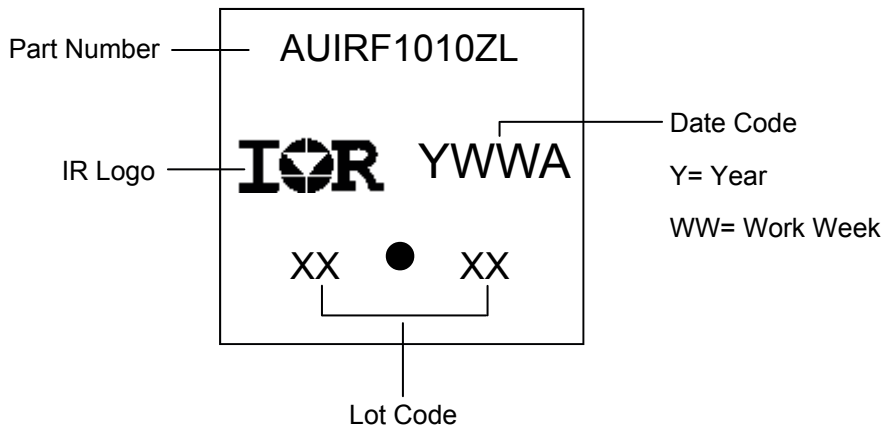 Part Number
AUIRF1010ZL
IR Logo
IOR
YWWA
Date Code
Y= Year
WW= Work Week
XX
XX
Lot Code